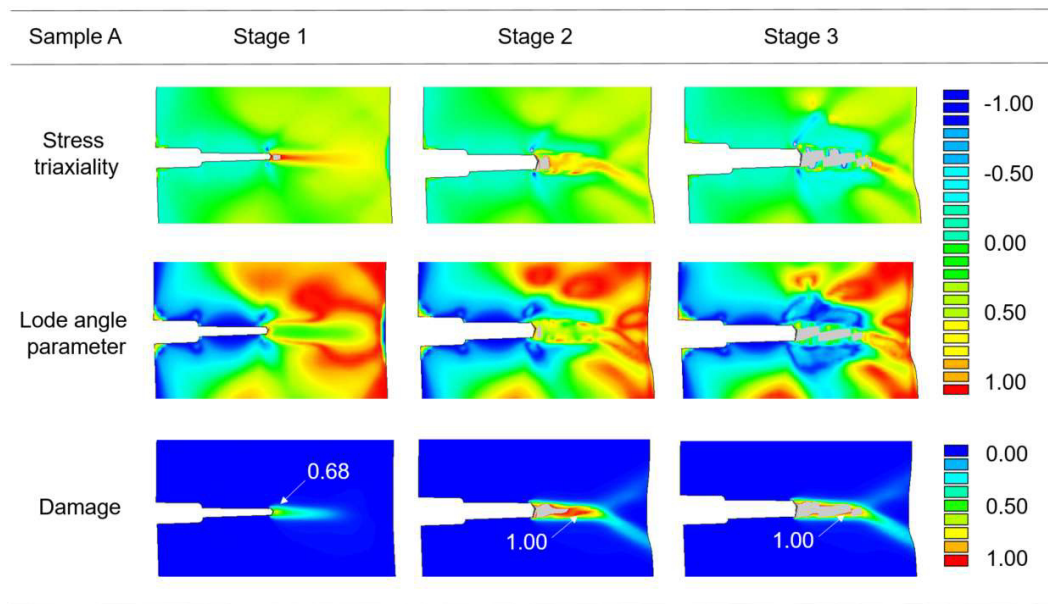 Sample A Stage 1 Stage 2 Stage 3
Stress
triaxiality
-1.00
-0.50
0.00
0.50
1.00
Lode angle
parameter
Damage
0.68
1.00
1.00
0.00
0.50
1.00